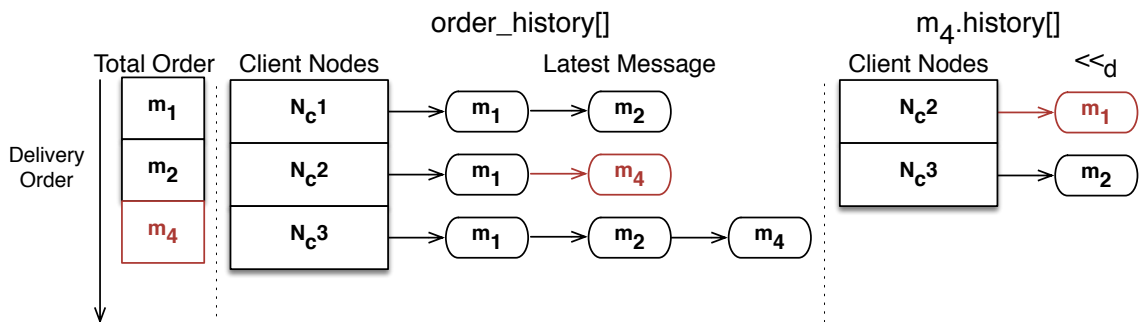 order_history[]
m4.history[]
Total Order
Client Nodes
Latest Message
Client Nodes
<<d
Delivery
Order
m1
Nc1
m1
m2
Nc2
m1
m2
Nc2
m1
m4
Nc3
m2
m4
Nc3
m1
m2
m4